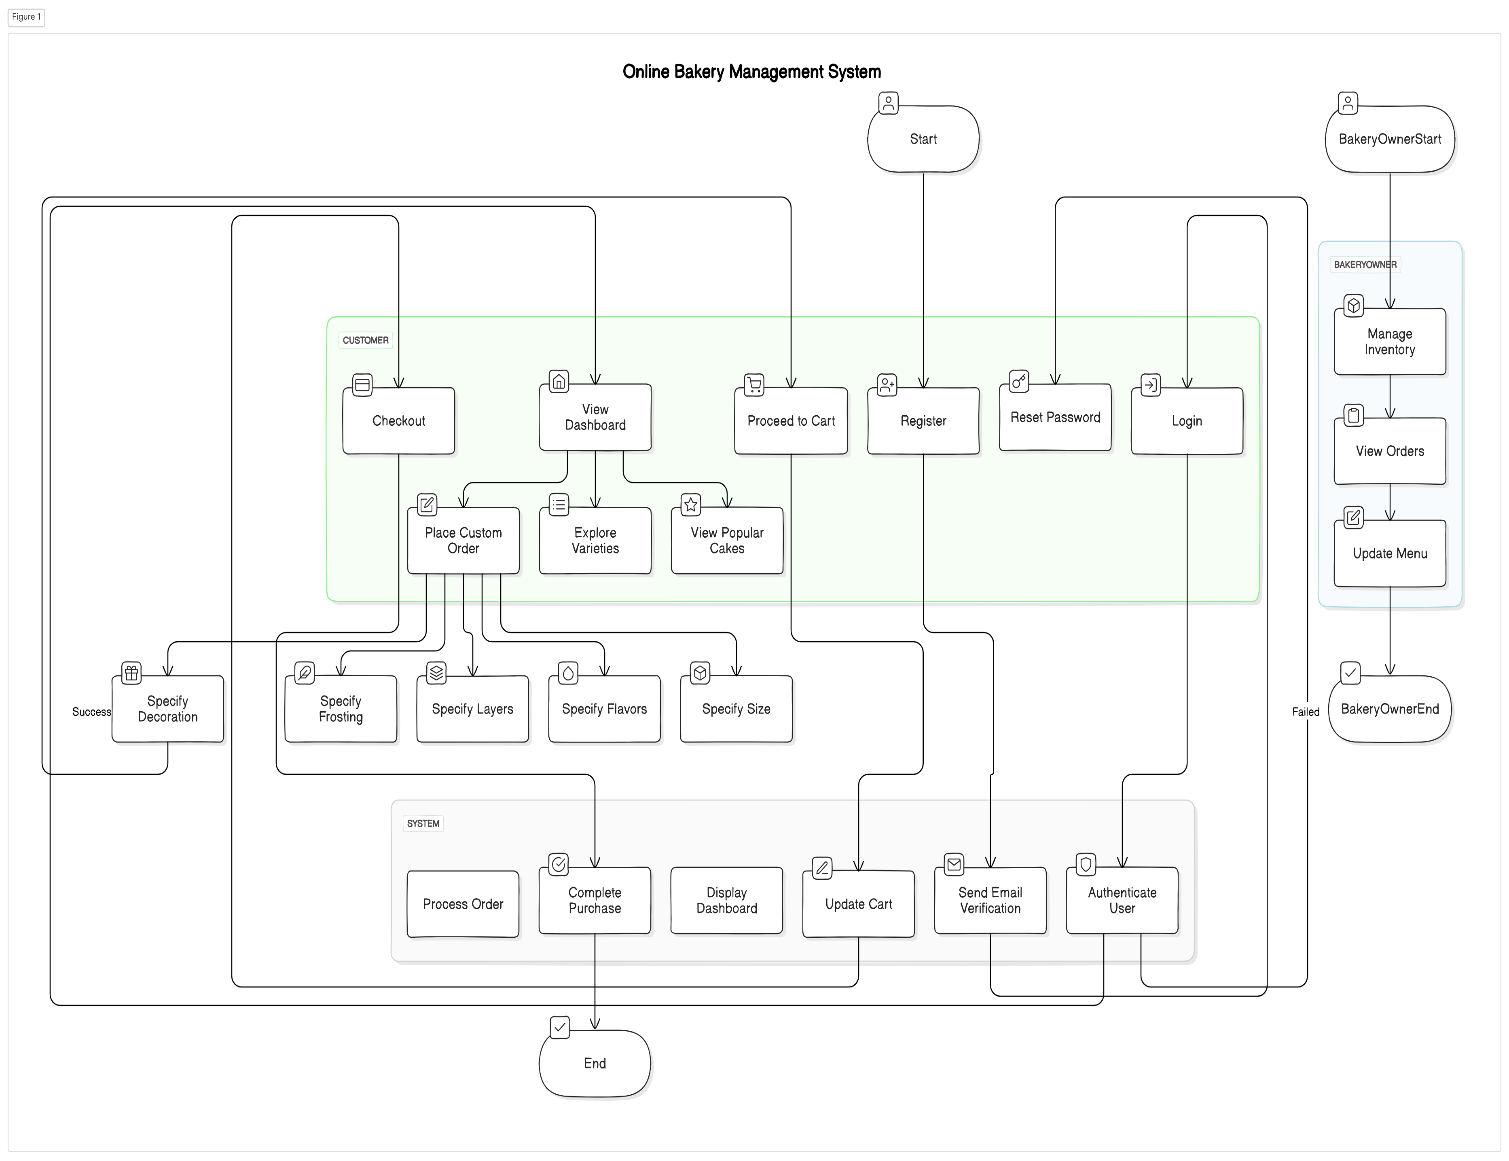 Figure 1
Online Bakery Management System
Start
BakeryOwnerStart
BAKERYOWNER
Manage
Inventory
CUSTOMER
Checkout
View
Dashboard
Proceed to Cart
Register
Reset Password
Login
View Orders
Place Custom
Order
Explore
Varieties
View Popular
Cakes
Update Menu
Success
Specify
Decoration
Specify
Frosting
Specify Layers
Specify Flavors
Specify Size
Failed
BakeryOwnerEnd
SYSTEM
Process Order
Complete
Purchase
Display
Dashboard
Update Cart
Send Email
Verification
Authenticate
User
End